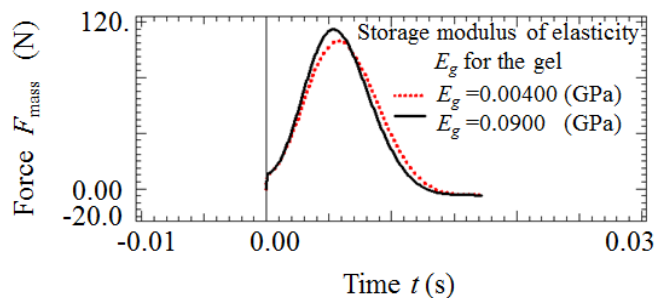 120.
Storage modulus of elasticity
E_g for the gel
E_g =0.00400 (GPa)
E_g =0.0900 (GPa)
Force F_mass (N)
0.00
-20.0
-0.01 0.00 0.03
Time t (s)